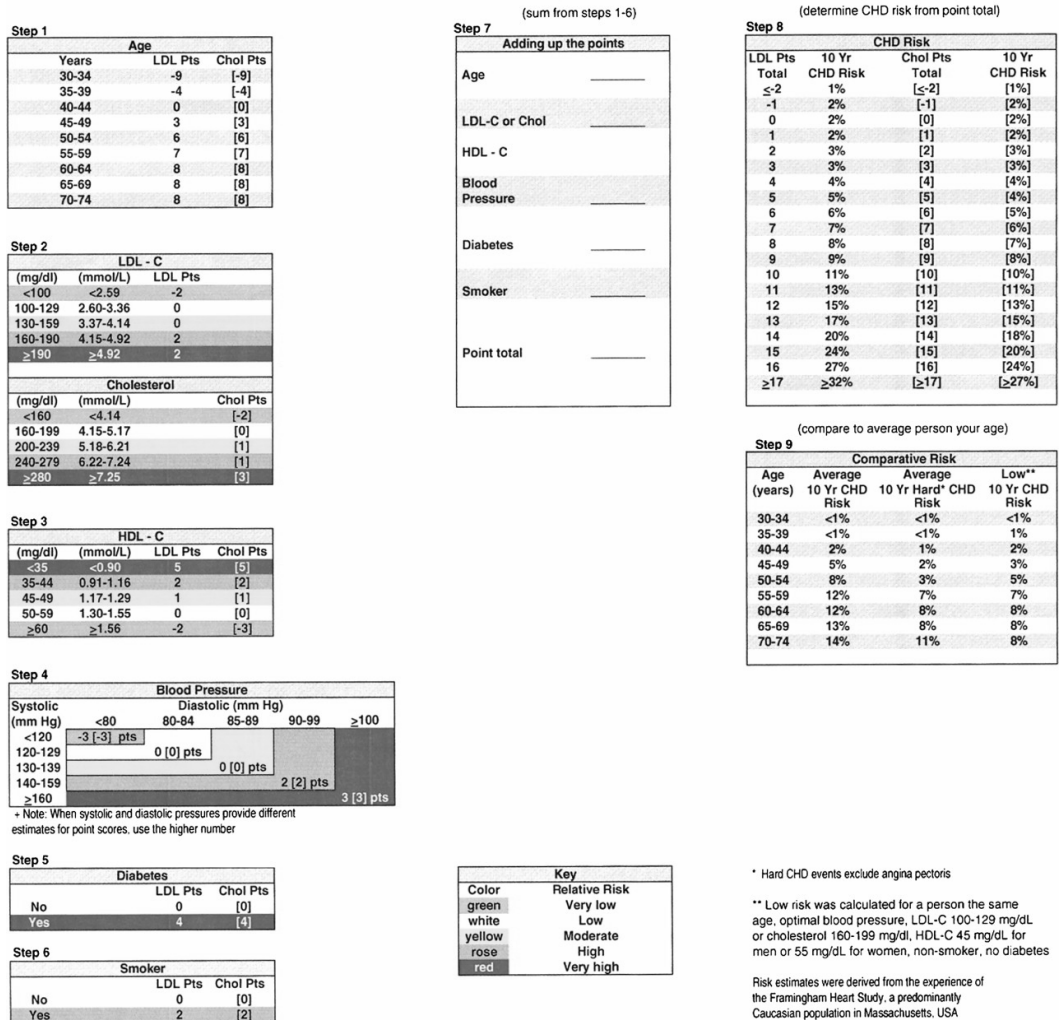 Step 1
Age
Years LDL Pts Chol Pts
30-34 -9 [-9]
35-39 -4 [-4]
40-44 0 [0]
45-49 3 [3]
50-54 6 [6]
55-59 7 [7]
60-64 8 [8]
65-69 8 [8]
70-74 8 [8]
Step 2
LDL - C
(mg/dl) (mmol/L) LDL Pts
<100 <2.59 -2
100-129 2.60-3.36 0
130-159 3.37-4.14 0
160-190 4.15-4.92 2
≥190 ≥4.92 2
Cholesterol
(mg/dl) (mmol/L) Chol Pts
<160 <4.14 [-2]
160-199 4.15-5.17 [0]
200-239 5.18-6.21 [1]
240-279 6.22-7.24 [1]
≥280 ≥7.25 [3]
Step 3
HDL - C
(mg/dl) (mmol/L) LDL Pts Chol Pts
<35 <0.90 5 [5]
35-44 0.91-1.16 2 [2]
45-49 1.17-1.29 1 [1]
50-59 1.30-1.55 0 [0]
≥60 ≥1.56 -2 [-3]
Step 4
Blood Pressure
Systolic Diastolic (mm Hg)
(mm Hg) <80 80-84 85-89 90-99 ≥100
<120 -3 [-3] pts
120-129 0 [0] pts
130-139 0 [0] pts
140-159 2 [2] pts
≥160 3 [3] pts
+ Note: When systolic and diastolic pressures provide different
estimates for point scores, use the higher number
Step 5
Diabetes
LDL Pts Chol Pts
No 0 [0]
Yes 4 [4]
Step 6
Smoker
LDL Pts Chol Pts
No 0 [0]
Yes 2 [2]
(sum from steps 1-6)
Step 7
Adding up the points
Age
LDL-C or Chol
HDL - C
Blood
Pressure
Diabetes
Smoker
Point total
Key
Color Relative Risk
green Very low
white Low
yellow Moderate
rose High
red Very high
(determine CHD risk from point total)
Step 8
CHD Risk
LDL Pts 10 Yr Chol Pts 10 Yr
Total CHD Risk Total CHD Risk
≤-2 1% [≤-2] [1%]
-1 2% [-1] [2%]
0 2% [0] [2%]
1 2% [1] [2%]
2 3% [2] [3%]
3 3% [3] [3%]
4 4% [4] [4%]
5 5% [5] [4%]
6 6% [6] [5%]
7 7% [7] [6%]
8 8% [8] [7%]
9 9% [9] [8%]
10 11% [10] [10%]
11 13% [11] [11%]
12 15% [12] [13%]
13 17% [13] [15%]
14 20% [14] [18%]
15 24% [15] [20%]
16 27% [16] [24%]
≥17 ≥32% [≥17] [≥27%]
(compare to average person your age)
Step 9
Comparative Risk
Age Average Average Low**
(years) 10 Yr CHD 10 Yr Hard* CHD 10 Yr CHD
Risk Risk Risk
30-34 <1% <1% <1%
35-39 <1% <1% 1%
40-44 2% 1% 2%
45-49 5% 2% 3%
50-54 8% 3% 5%
55-59 12% 7% 7%
60-64 12% 8% 8%
65-69 13% 8% 8%
70-74 14% 11% 8%
* Hard CHD events exclude angina pectoris
** Low risk was calculated for a person the same
age, optimal blood pressure, LDL-C 100-129 mg/dL
or cholesterol 160-199 mg/dl, HDL-C 45 mg/dL for
men or 55 mg/dL for women, non-smoker, no diabetes
Risk estimates were derived from the experience of
the Framingham Heart Study, a predominantly
Caucasian population in Massachusetts, USA